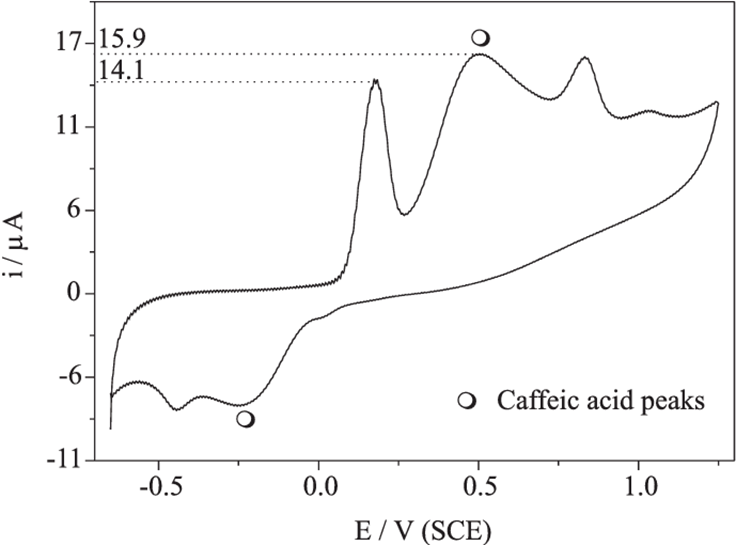 17
15.9
14.1
11
6
0
-6
-11
i / μA
Caffeic acid peaks
-0.5 0.0 0.5 1.0
E / V (SCE)